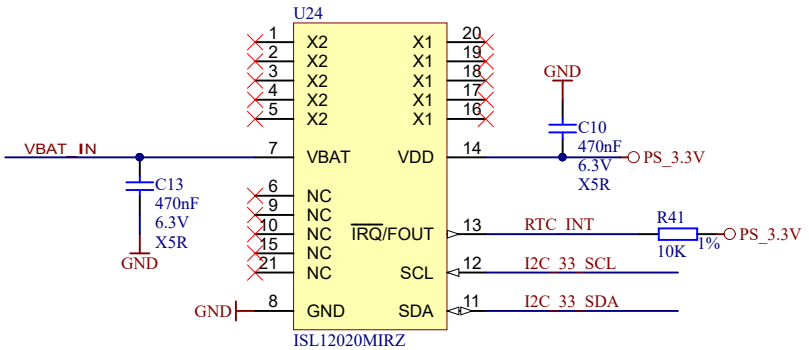 U24
1 X2 X1 20
2 X2 X1 19
3 X2 X1 18
4 X2 X1 17
5 X2 X1 16
GND
C10
470nF
6.3V
X5R
VBAT_IN 7 VBAT VDD 14 PS_3.3V
C13
470nF
6.3V
X5R
GND
6 NC
9 NC
10 NC
15 NC
21 NC
IRQ/FOUT 13 RTC_INT R41 10K 1% PS_3.3V
SCL 12 I2C_33_SCL
GND 8 GND SDA 11 I2C_33_SDA
ISL12020MIRZ